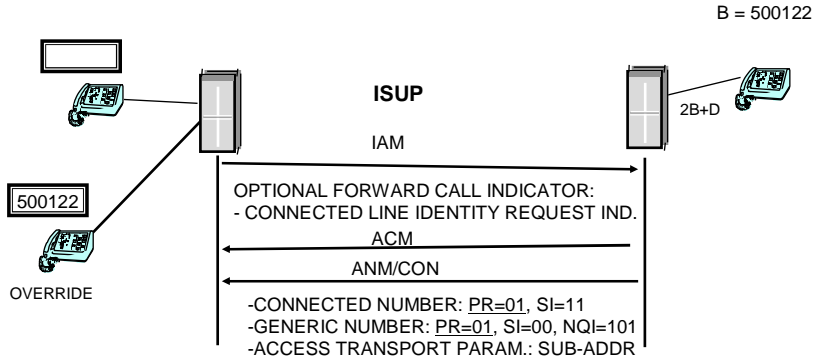 B = 500122
ISUP
2B+D
IAM
OPTIONAL FORWARD CALL INDICATOR:
- CONNECTED LINE IDENTITY REQUEST IND.
500122
ACM
ANM/CON
OVERRIDE
-CONNECTED NUMBER: PR=01, SI=11
-GENERIC NUMBER: PR=01, SI=00, NQI=101
-ACCESS TRANSPORT PARAM.: SUB-ADDR